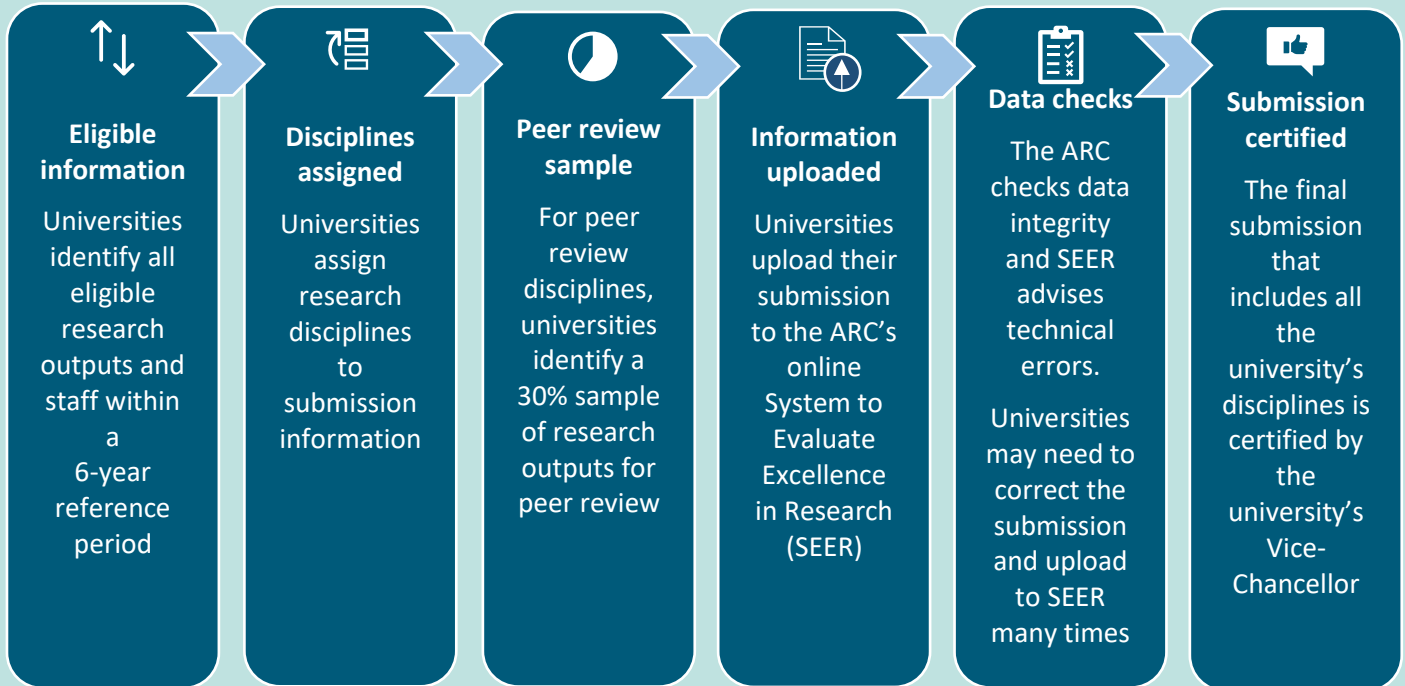 Eligible
information
Universities
identify all
eligible
research
outputs and
staff within
a
6-year
reference
period
Disciplines
assigned
Universities
assign
research
disciplines
to
submission
information
Peer review
sample
For peer
review
disciplines,
universities
identify a
30% sample
of research
outputs for
peer review
Information
uploaded
Universities
upload their
submission
to the ARC’s
online
System to
Evaluate
Excellence
in Research
(SEER)
Data checks
The ARC
checks data
integrity
and SEER
advises
technical
errors.
Universities
may need to
correct the
submission
and upload
to SEER
many times
Submission
certified
The final
submission
that
includes all
the
university’s
disciplines is
certified by
the
university’s
Vice-
Chancellor